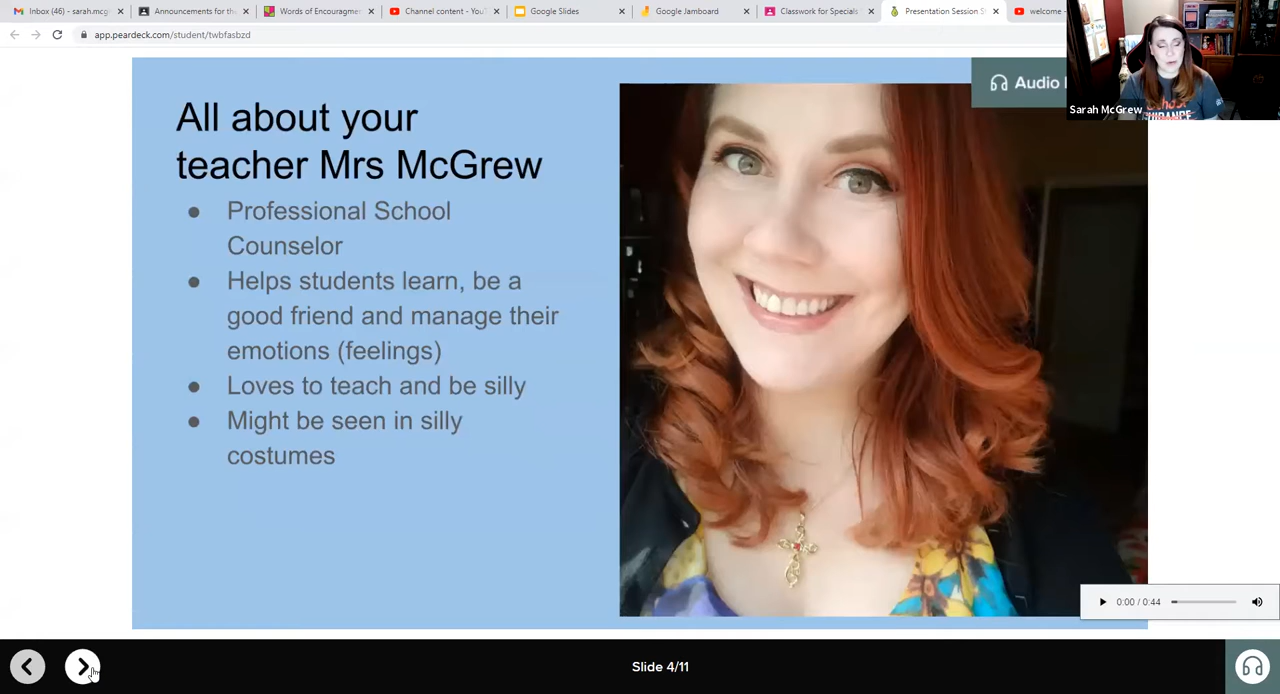 Inbox (46) - sarah.mcg
Announcements for the
Words of Encouragmen
Channel content - You
Google Slides
Google Jamboard
Classwork for Specials
Presentation Session S
welcome
app.peardeck.com/student/twbfasbzd
Sarah McGrew
Audio
All about your
teacher Mrs McGrew
● Professional School
Counselor
● Helps students learn, be a
good friend and manage their
emotions (feelings)
● Loves to teach and be silly
● Might be seen in silly
costumes
0:00 / 0:44
Slide 4/11